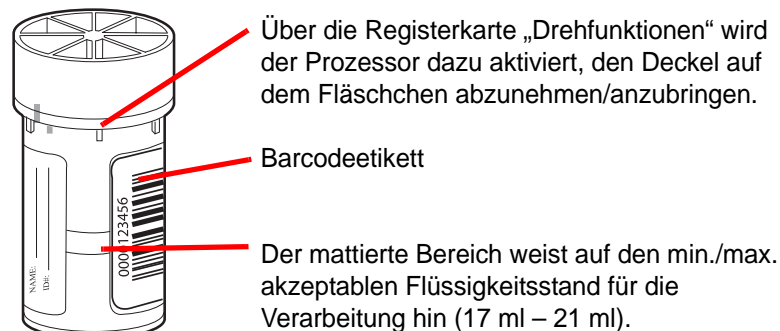 Über die Registerkarte „Drehfunktionen“ wird
der Prozessor dazu aktiviert, den Deckel auf
dem Fläschchen abzunehmen/anzubringen.
Barcodeetikett
0000123456
NAME:
ID#:
Der mattierte Bereich weist auf den min./max.
akzeptablen Flüssigkeitsstand für die
Verarbeitung hin (17 ml – 21 ml).